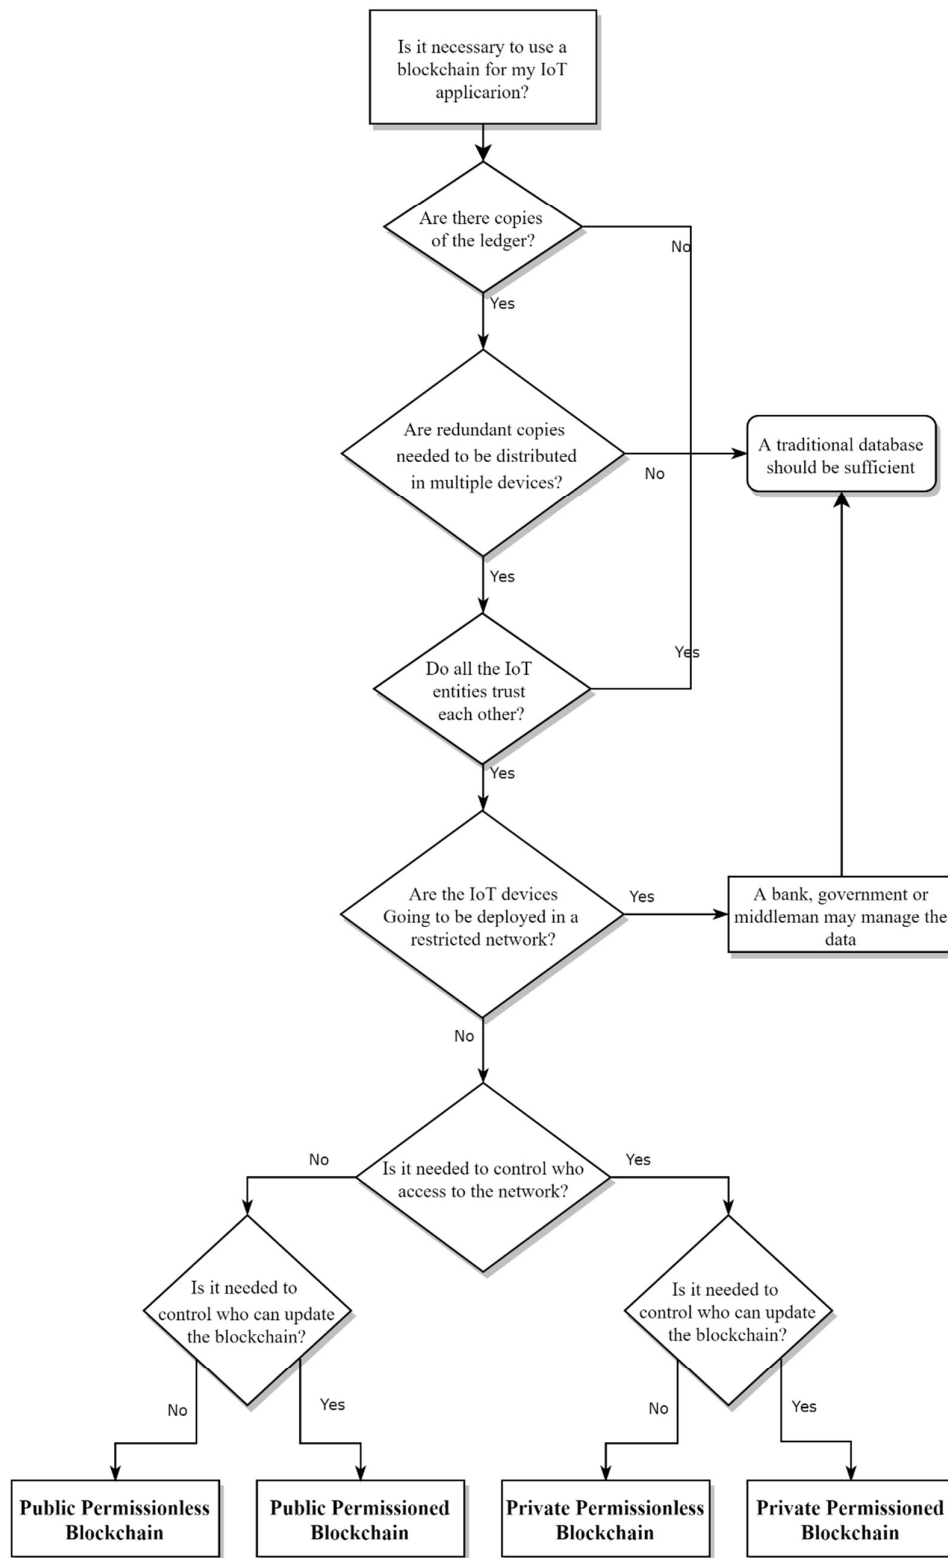 Is it necessary to use a
blockchain for my IoT
applicarion?
Are there copies
of the ledger?
No
Yes
Are redundant copies
needed to be distributed
in multiple devices?
No
A traditional database
should be sufficient
Yes
Do all the IoT
entities trust
each other?
Yes
Yes
Are the IoT devices
Going to be deployed in a
restricted network?
Yes
A bank, government or
middleman may manage the
data
No
Is it needed to control who
access to the network?
No
Yes
Is it needed to
control who can update
the blockchain?
Is it needed to
control who can update
the blockchain?
No
Yes
No
Yes
Public Permissionless
Blockchain
Public Permissioned
Blockchain
Private Permissionless
Blockchain
Private Permissioned
Blockchain